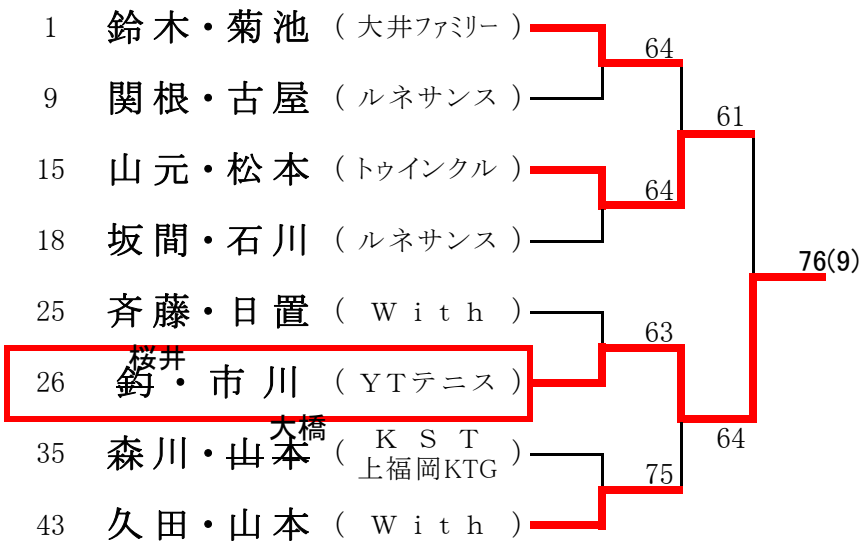 1 鈴木・菊池 (大井ファミリー)
64
9 関根・古屋 (ルネサンス)
61
15 山元・松本 (トゥインクル)
64
18 坂間・石川 (ルネサンス)
76(9)
25 斉藤・日置 (With)
63
桜井
26 鈎・市川 (YTテニス)
大橋
64
35 森川・山本 (KST 上福岡KTG)
75
43 久田・山本 (With)